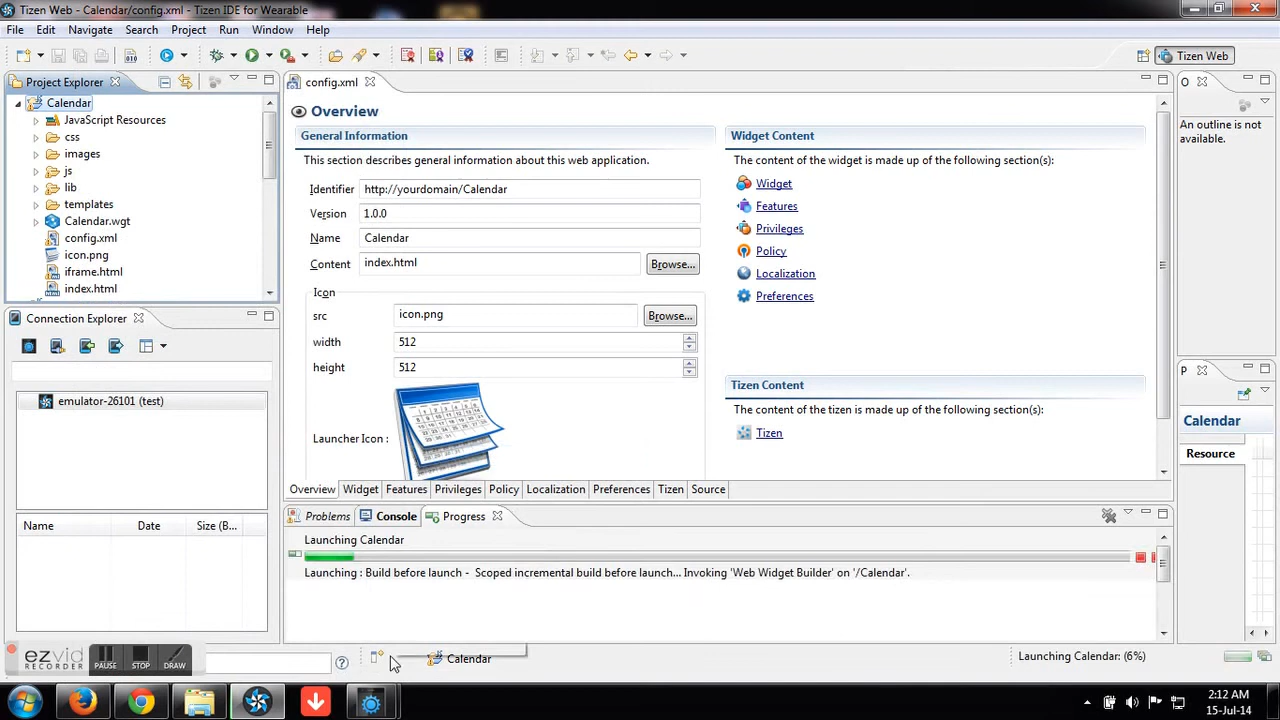 Tizen Web - Calendar/config.xml - Tizen IDE for Wearable
File Edit Navigate Search Project Run Window Help
Tizen Web
Project Explorer
Calendar
JavaScript Resources
css
images
js
lib
templates
Calendar.wgt
config.xml
icon.png
iframe.html
index.html
Connection Explorer
emulator-26101 (test)
Name Date Size (B...
config.xml
Overview
General Information
This section describes general information about this web application.
Identifier http://yourdomain/Calendar
Version 1.0.0
Name Calendar
Content index.html Browse...
Icon
src icon.png Browse...
width 512
height 512
Launcher Icon :
Widget Content
The content of the widget is made up of the following section(s):
Widget
Features
Privileges
Policy
Localization
Preferences
Tizen Content
The content of the tizen is made up of the following section(s):
Tizen
Overview Widget Features Privileges Policy Localization Preferences Tizen Source
Problems Console Progress
Launching Calendar
Launching : Build before launch - Scoped incremental build before launch... Invoking 'Web Widget Builder' on '/Calendar'.
O
An outline is not
available.
P
Calendar
Resource
ezvid
RECORDER
PAUSE STOP DRAW
Calendar
Launching Calendar: (6%)
2:12 AM
15-Jul-14